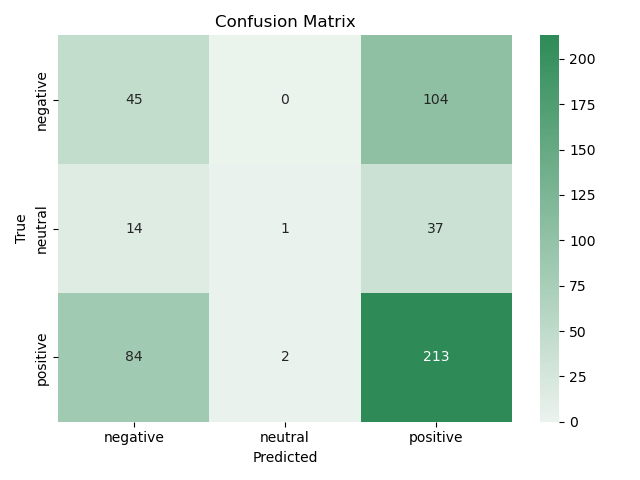 Confusion Matrix
True
negative
45 0 104
neutral
14 1 37
positive
84 2 213
negative neutral positive
Predicted
200
175
150
125
100
75
50
25
0